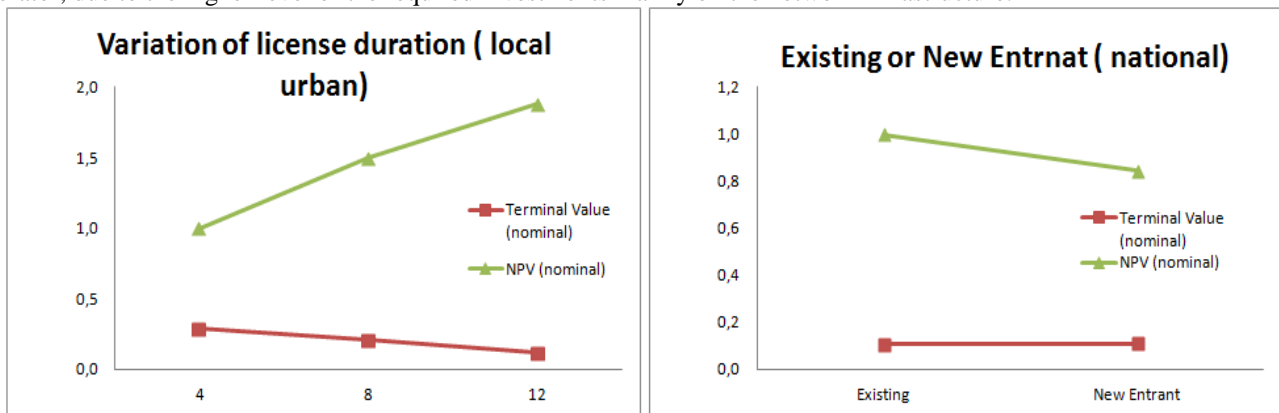 Variation of license duration ( local
urban)
2,0
1,5
1,0
0,5
0,0
4
8
12
Terminal Value
(nominal)
NPV (nominal)
Existing or New Entrnat ( national)
1,2
1,0
0,8
0,6
0,4
0,2
0,0
Existing
New Entrant
Terminal Value
(nominal)
NPV (nominal)